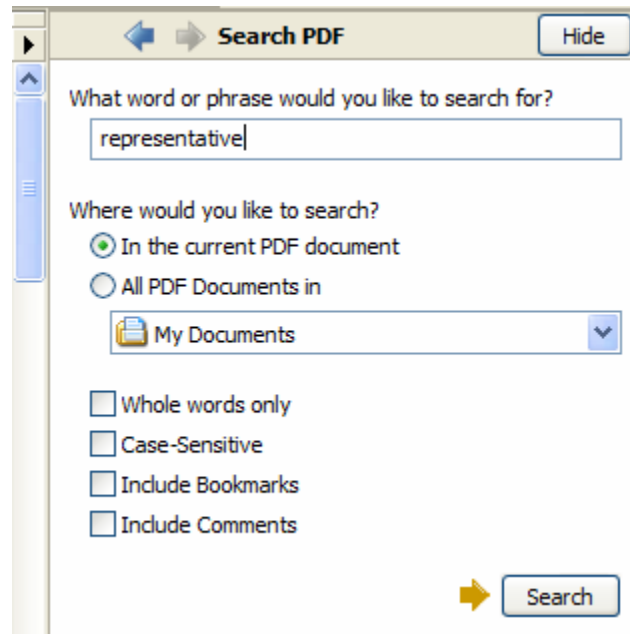 Search PDF
Hide
What word or phrase would you like to search for?
representative
Where would you like to search?
In the current PDF document
All PDF Documents in
My Documents
Whole words only
Case-Sensitive
Include Bookmarks
Include Comments
Search